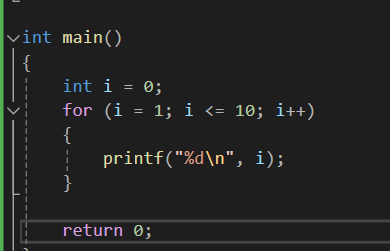 int main()
{
    int i = 0;
    for (i = 1; i <= 10; i++)
    {
        printf("%d\n", i);
    }

    return 0;